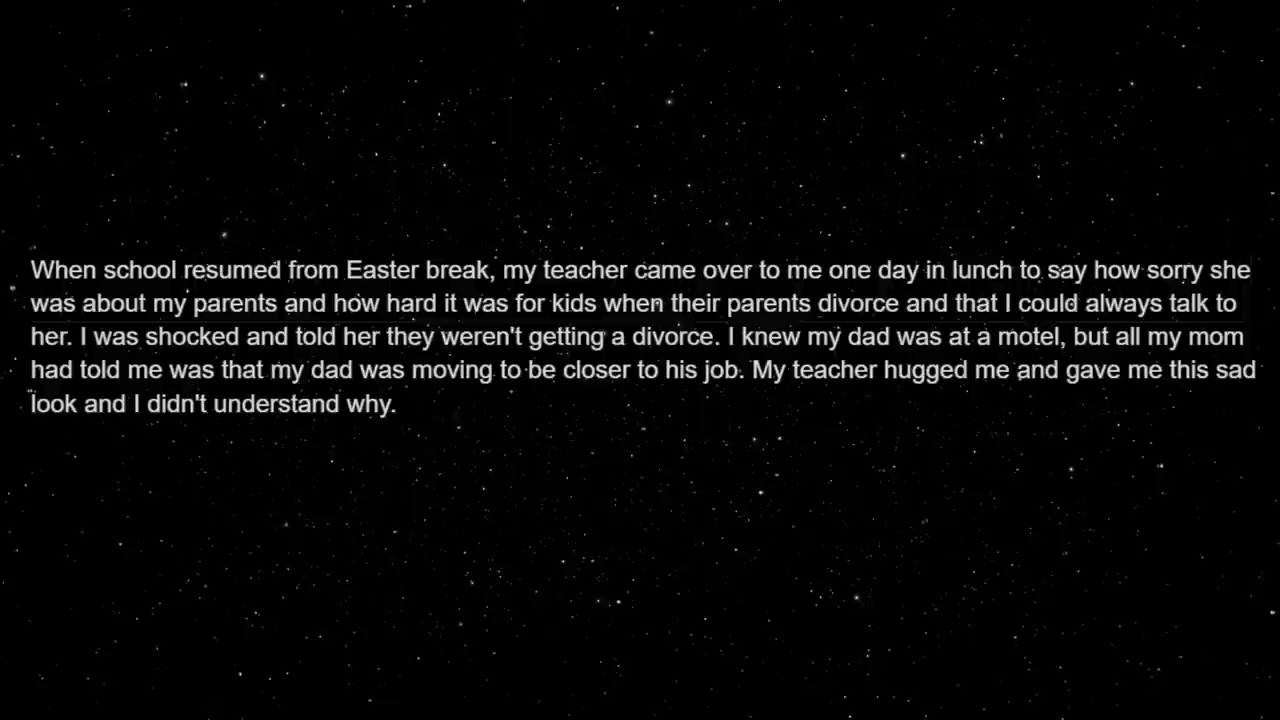 When school resumed from Easter break, my teacher came over to me one day in lunch to say how sorry she
was about my parents and how hard it was for kids when their parents divorce and that I could always talk to
her. I was shocked and told her they weren't getting a divorce. I knew my dad was at a motel, but all my mom
had told me was that my dad was moving to be closer to his job. My teacher hugged me and gave me this sad
look and I didn't understand why.